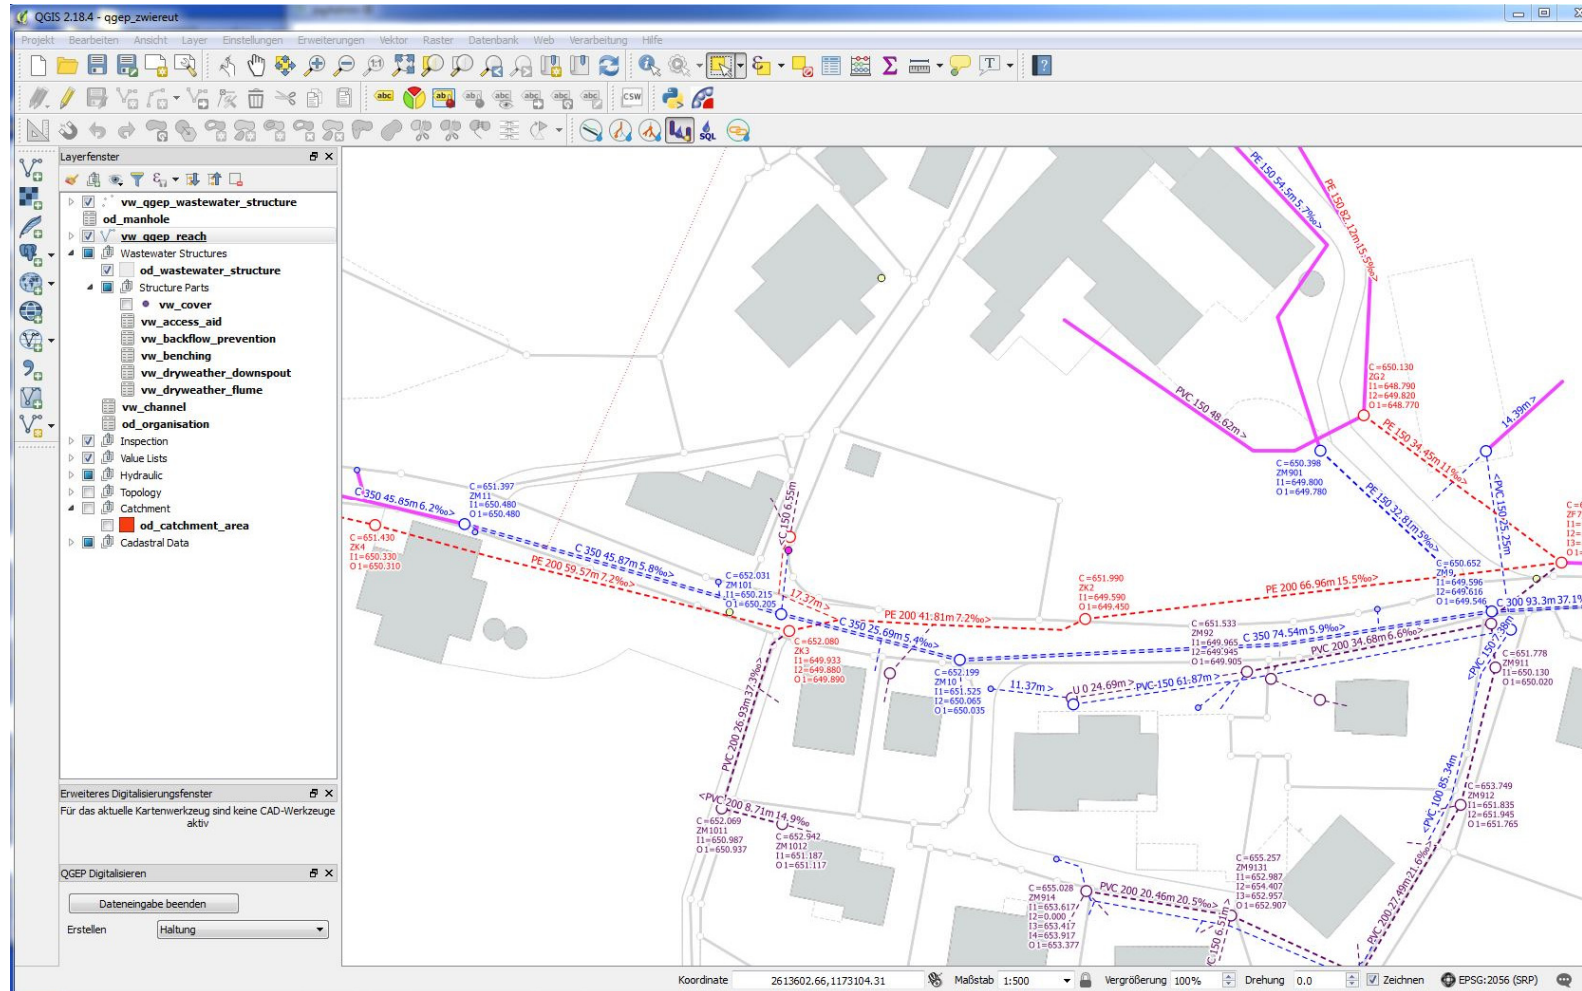 QGIS 2.18.4 - qgep_zwiereut
Projekt Bearbeiten Ansicht Layer Einstellungen Erweiterungen Vektor Raster Datenbank Web Verarbeitung Hilfe
abc
CSW
SQL
Layerfenster
vw_qgep_wastewater_structure
od_manhole
vw_qgep_reach
Wastewater Structures
od_wastewater_structure
Structure Parts
vw_cover
vw_access_aid
vw_backflow_prevention
vw_benching
vw_dryweather_downspout
vw_dryweather_flume
vw_channel
od_organisation
Inspection
Value Lists
Hydraulic
Topology
Catchment
od_catchment_area
Cadastral Data
Erweiteres Digitalisierungsfenster
Für das aktuelle Kartenwerkzeug sind keine CAD-Werkzeuge
aktiv
QGEP Digitalisieren
Dateneingabe beenden
Erstellen Haltung
PE 150 54.5m 5.7‰>
PE 150 82.12m 15.5‰>
PVC 150 48.62m >
C=650.130
ZG2
I1=648.790
I2=649.820
O1=648.770
PE 150 34.45m 11‰>
14.39m >
C=650.398
ZM901
I1=649.800
O1=649.780
PE 150 32.81m 5‰>
<PVC 150 25.25m
C=651.397
ZM11
I1=650.480
O1=650.480
C 350 45.85m 6.2‰>
C=651.430
ZK4
I1=650.330
O1=650.310
C 350 45.87m 5.8‰>
PE 200 59.57m 7.2‰>
C 150 6.55m
C=652.031
ZM101
I1=650.215
O1=650.205
17.37m >
PE 200 41.81m 7.2‰>
C=651.990
ZK2
I1=649.590
O1=649.450
PE 200 66.96m 15.5‰>
C=650.652
ZM9
I1=649.596
I2=649.616
O1=649.546
C 300 93.3m 37.1‰
C=652.080
ZK3
I1=649.933
I2=649.880
O1=649.890
C 350 25.69m 5.4‰>
C 350 74.54m 5.9‰>
C=651.533
ZM92
I1=649.965
I2=649.945
O1=649.905
PVC 200 34.68m 6.6‰>
C=652.199
ZM10
I1=651.525
I2=650.065
O1=650.035
11.37m >
U 0 24.69m >
PVC 150 61.87m >
C=651.778
ZM911
I1=650.130
O1=650.020
PVC 200 26.93m 37.3‰>
<PVC 200 8.71m 14.9‰
C=652.069
ZM1011
I1=650.987
O1=650.937
C=652.942
ZM1012
I1=651.187
O1=651.117
<PVC 100 85.34m
C=653.749
ZM912
I1=651.835
I2=651.945
O1=651.765
C=655.257
ZM9131
I1=652.987
I2=654.407
I3=652.957
O1=652.907
C=655.028
ZM914
I1=653.617
I2=0.000
I3=653.417
I4=653.917
O1=653.377
PVC 200 20.46m 20.5‰>
PVC 200 27.49m 21.6‰>
Koordinate 2613602.66,1173104.31 Maßstab 1:500 Vergrößerung 100% Drehung 0.0 Zeichnen EPSG:2056 (SRP)